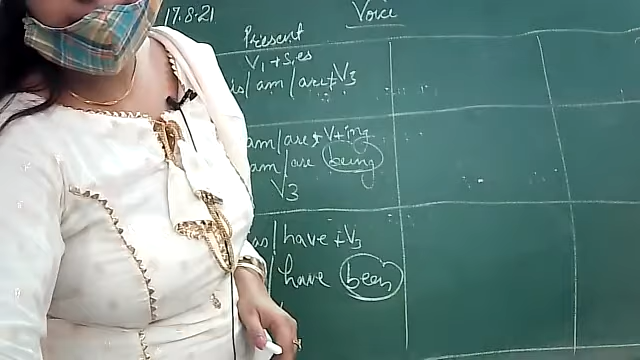 17.8.21
Voice
Present
V1 + s, es
is / am / are + V3
am / are + V + ing
am / are being
V3
as / have + V3
have been